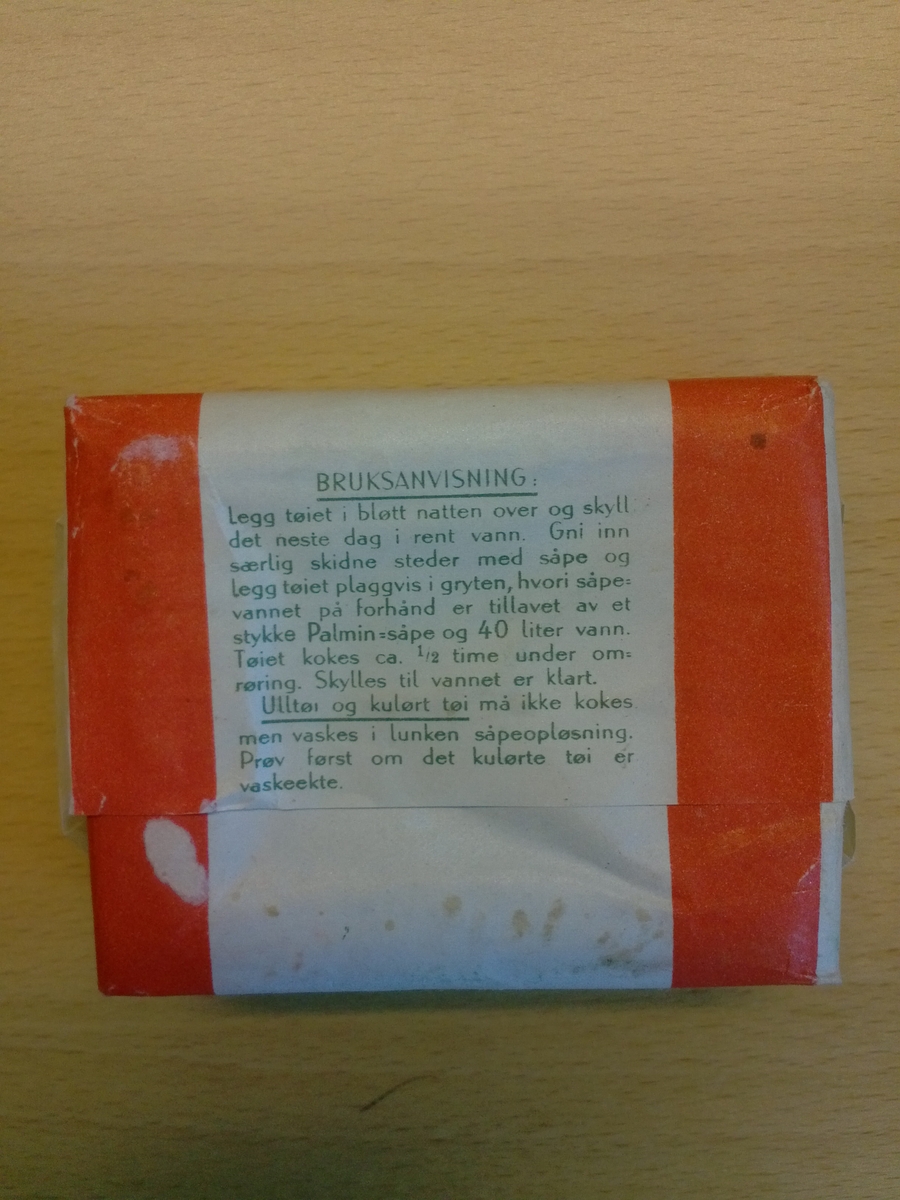 BRUKSANVISNING:
Legg tøiet i bløtt natten over og skyll
det neste dag i rent vann. Gni inn
særlig skidne steder med såpe og
legg tøiet plaggvis i gryten, hvori såpe=
vannet på forhånd er tillavet av et
stykke Palmin=såpe og 40 liter vann.
Tøiet kokes ca. 1/2 time under om=
røring. Skylles til vannet er klart.
Ulltøi og kulørt tøi må ikke kokes
men vaskes i lunken såpeopløsning.
Prøv først om det kulørte tøi er
vaskeekte.